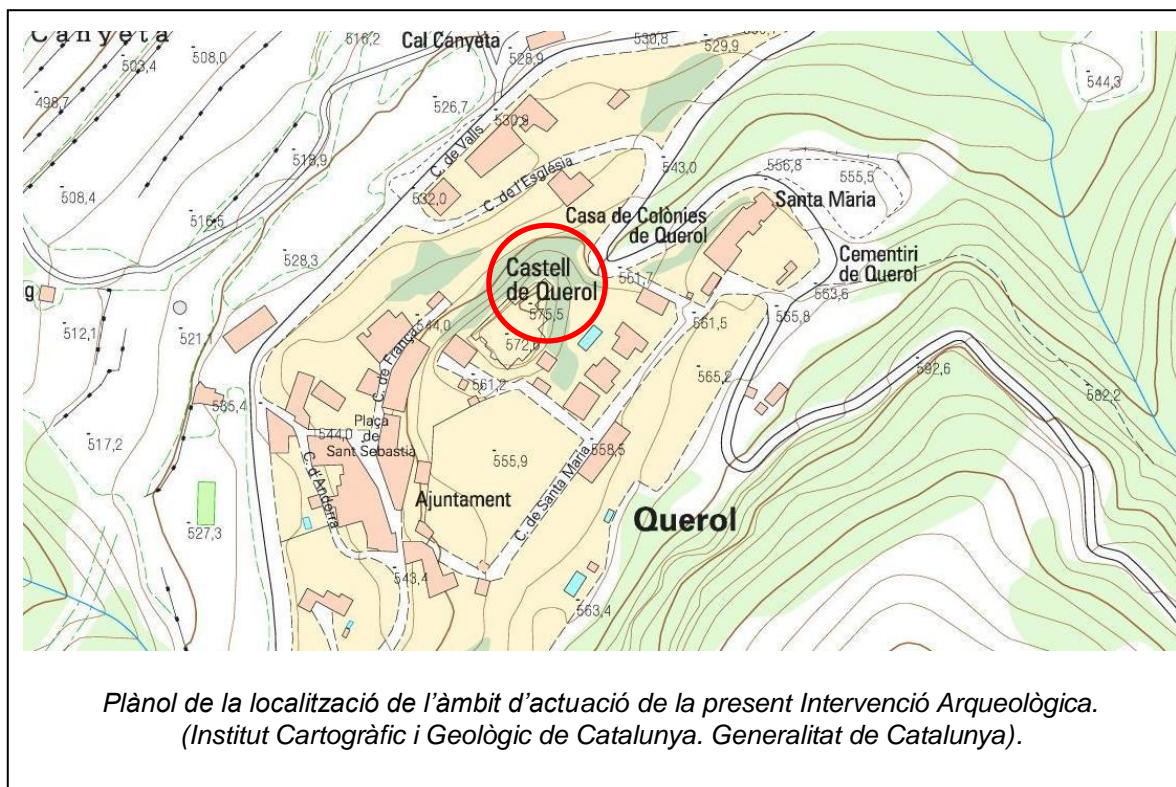 Canyeta
516,2
Cal Canyeta
530,8
529,9
503,4
508,0
528,9
544,3
498,7
526,7
530,9
C. de Valls
518,9
C. de l'Església
543,0
556,8
555,5
508,4
532,0
Santa Maria
516,5
Casa de Colònies
de Querol
528,3
Castell
de Querol
561,7
Cementiri
de Querol
g
575,5
553,6
512,1
521,1
544,0
572,0
561,5
555,8
C. de França
592,6
561,2
565,2
582,2
535,4
Plaça
544,0
de
Sant Sebastià
517,2
558,5
555,9
C. d'Andorra
Ajuntament
C. de Santa Maria
Querol
527,3
543,4
563,4
Plànol de la localització de l'àmbit d'actuació de la present Intervenció Arqueològica.
(Institut Cartogràfic i Geològic de Catalunya. Generalitat de Catalunya).